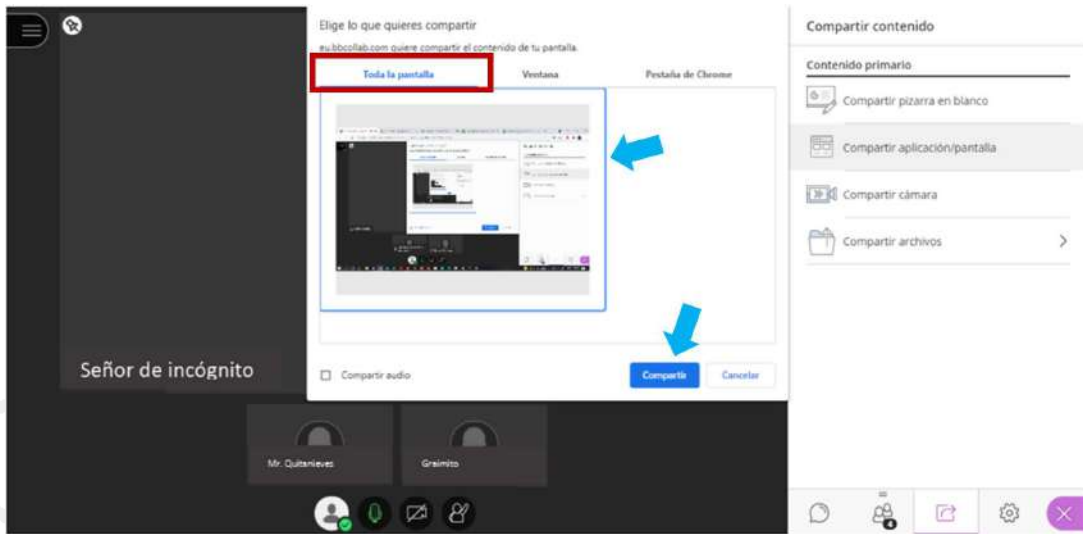 Elige lo que quieres compartir
eu.bbcollab.com quiere compartir el contenido de tu pantalla.
Toda la pantalla
Ventana
Pestaña de Chrome
Compartir audio
Compartir
Cancelar
Señor de incógnito
Mr. Quitanieves
Graimito
Compartir contenido
Contenido primario
Compartir pizarra en blanco
Compartir aplicación/pantalla
Compartir cámara
Compartir archivos
4